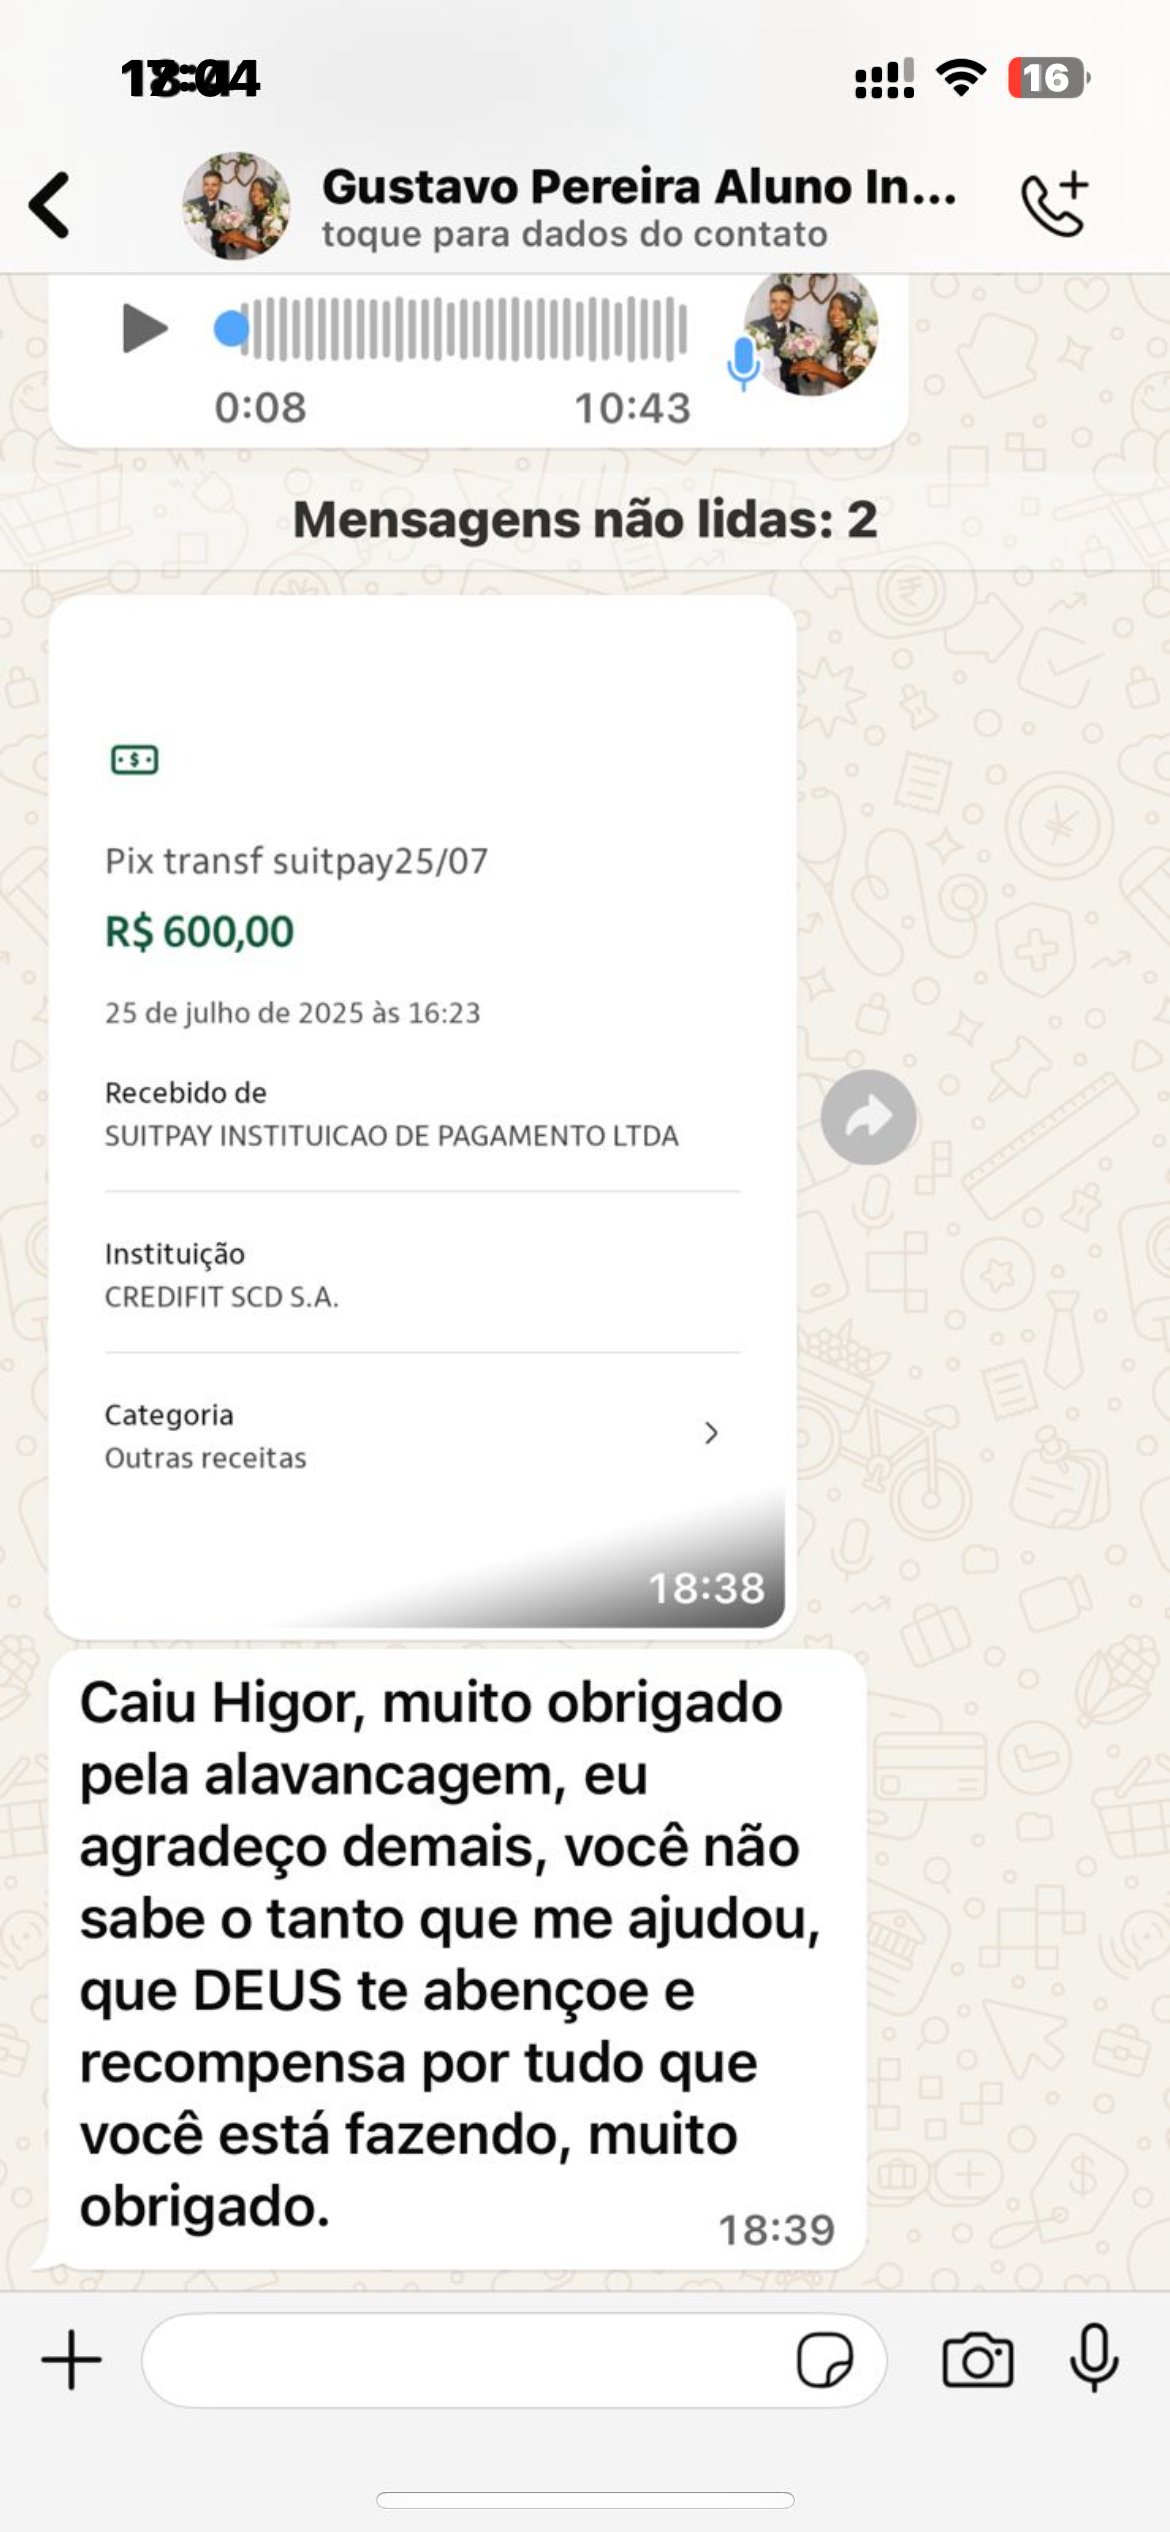 16
Gustavo Pereira Aluno In...
toque para dados do contato
0:08 10:43
Mensagens não lidas: 2
Pix transf suitpay25/07
R$ 600,00
25 de julho de 2025 às 16:23
Recebido de
SUITPAY INSTITUICAO DE PAGAMENTO LTDA
Instituição
CREDIFIT SCD S.A.
Categoria
Outras receitas
18:38
Caiu Higor, muito obrigado
pela alavancagem, eu
agradeço demais, você não
sabe o tanto que me ajudou,
que DEUS te abençoe e
recompensa por tudo que
você está fazendo, muito
obrigado.
18:39